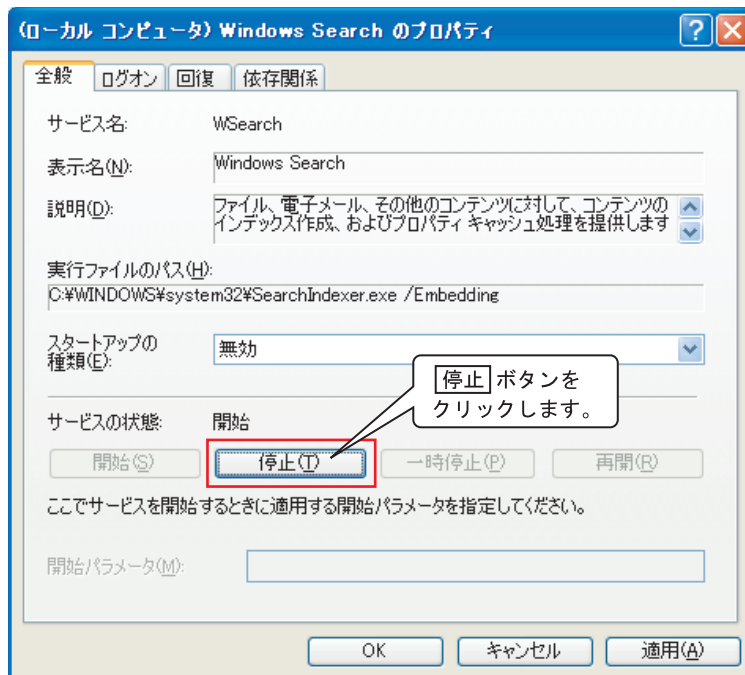 (ローカル コンピュータ) Windows Search のプロパティ
全般 ログオン 回復 依存関係
サービス名: WSearch
表示名(N): Windows Search
説明(D): ファイル、電子メール、その他のコンテンツに対して、コンテンツの
インデックス作成、およびプロパティ キャッシュ処理を提供します
実行ファイルのパス(H):
C:¥WINDOWS¥system32¥SearchIndexer.exe /Embedding
スタートアップの
種類(E): 無効
停止 ボタンを
クリックします。
サービスの状態: 開始
開始(S) 停止(T) 一時停止(P) 再開(R)
ここでサービスを開始するときに適用する開始パラメータを指定してください。
開始パラメータ(M):
OK キャンセル 適用(A)